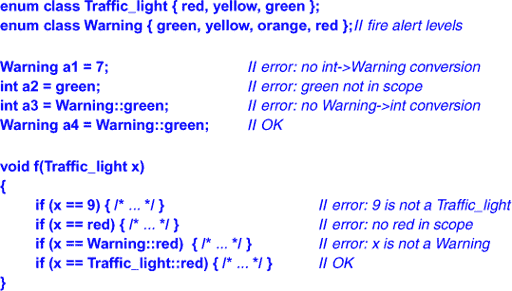 enum class Traffic_light { red, yellow, green };
enum class Warning { green, yellow, orange, red };// fire alert levels
Warning a1 = 7; // error: no int->Warning conversion
int a2 = green; // error: green not in scope
int a3 = Warning::green; // error: no Warning->int conversion
Warning a4 = Warning::green; // OK
void f(Traffic_light x)
{
if (x == 9) { /* ... */ } // error: 9 is not a Traffic_light
if (x == red) { /* ... */ } // error: no red in scope
if (x == Warning::red) { /* ... */ } // error: x is not a Warning
if (x == Traffic_light::red) { /* ... */ } // OK
}